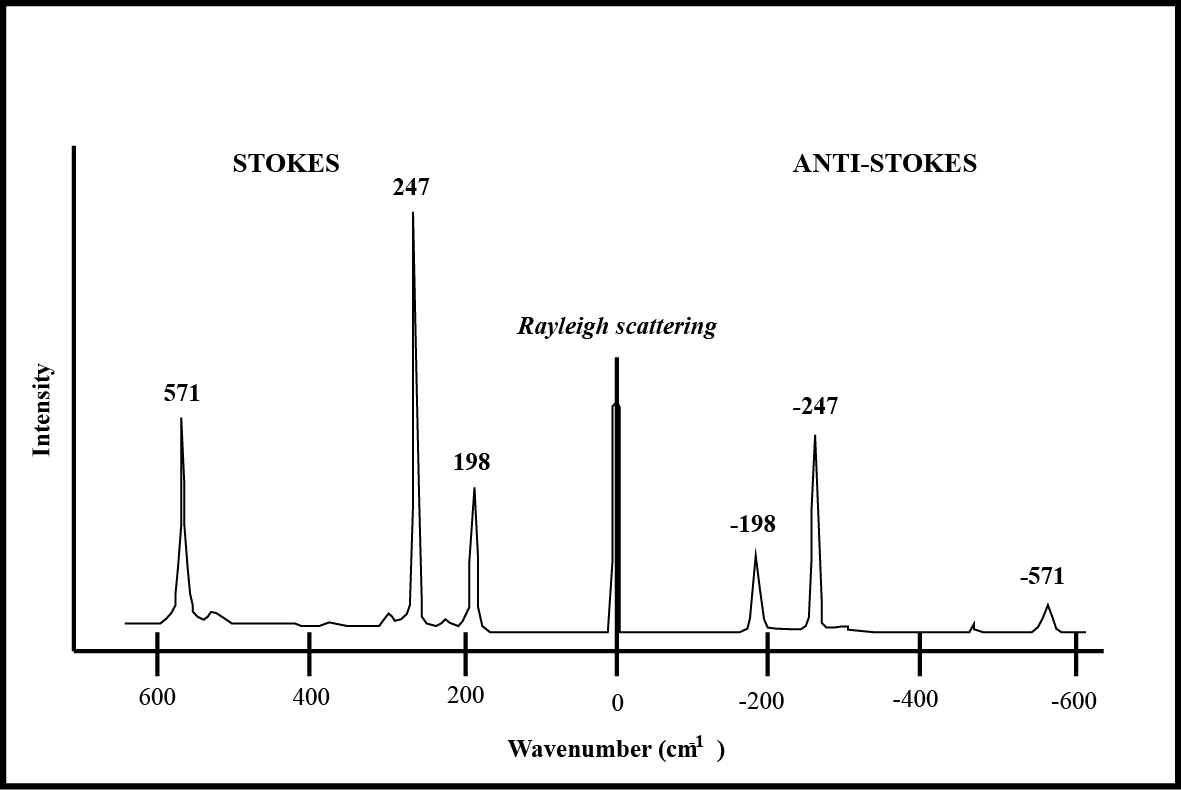 STOKES
ANTI-STOKES
247
Rayleigh scattering
571
-247
198
-198
-571
Intensity
600
400
200
0
-200
-400
-600
Wavenumber (cm-1 )